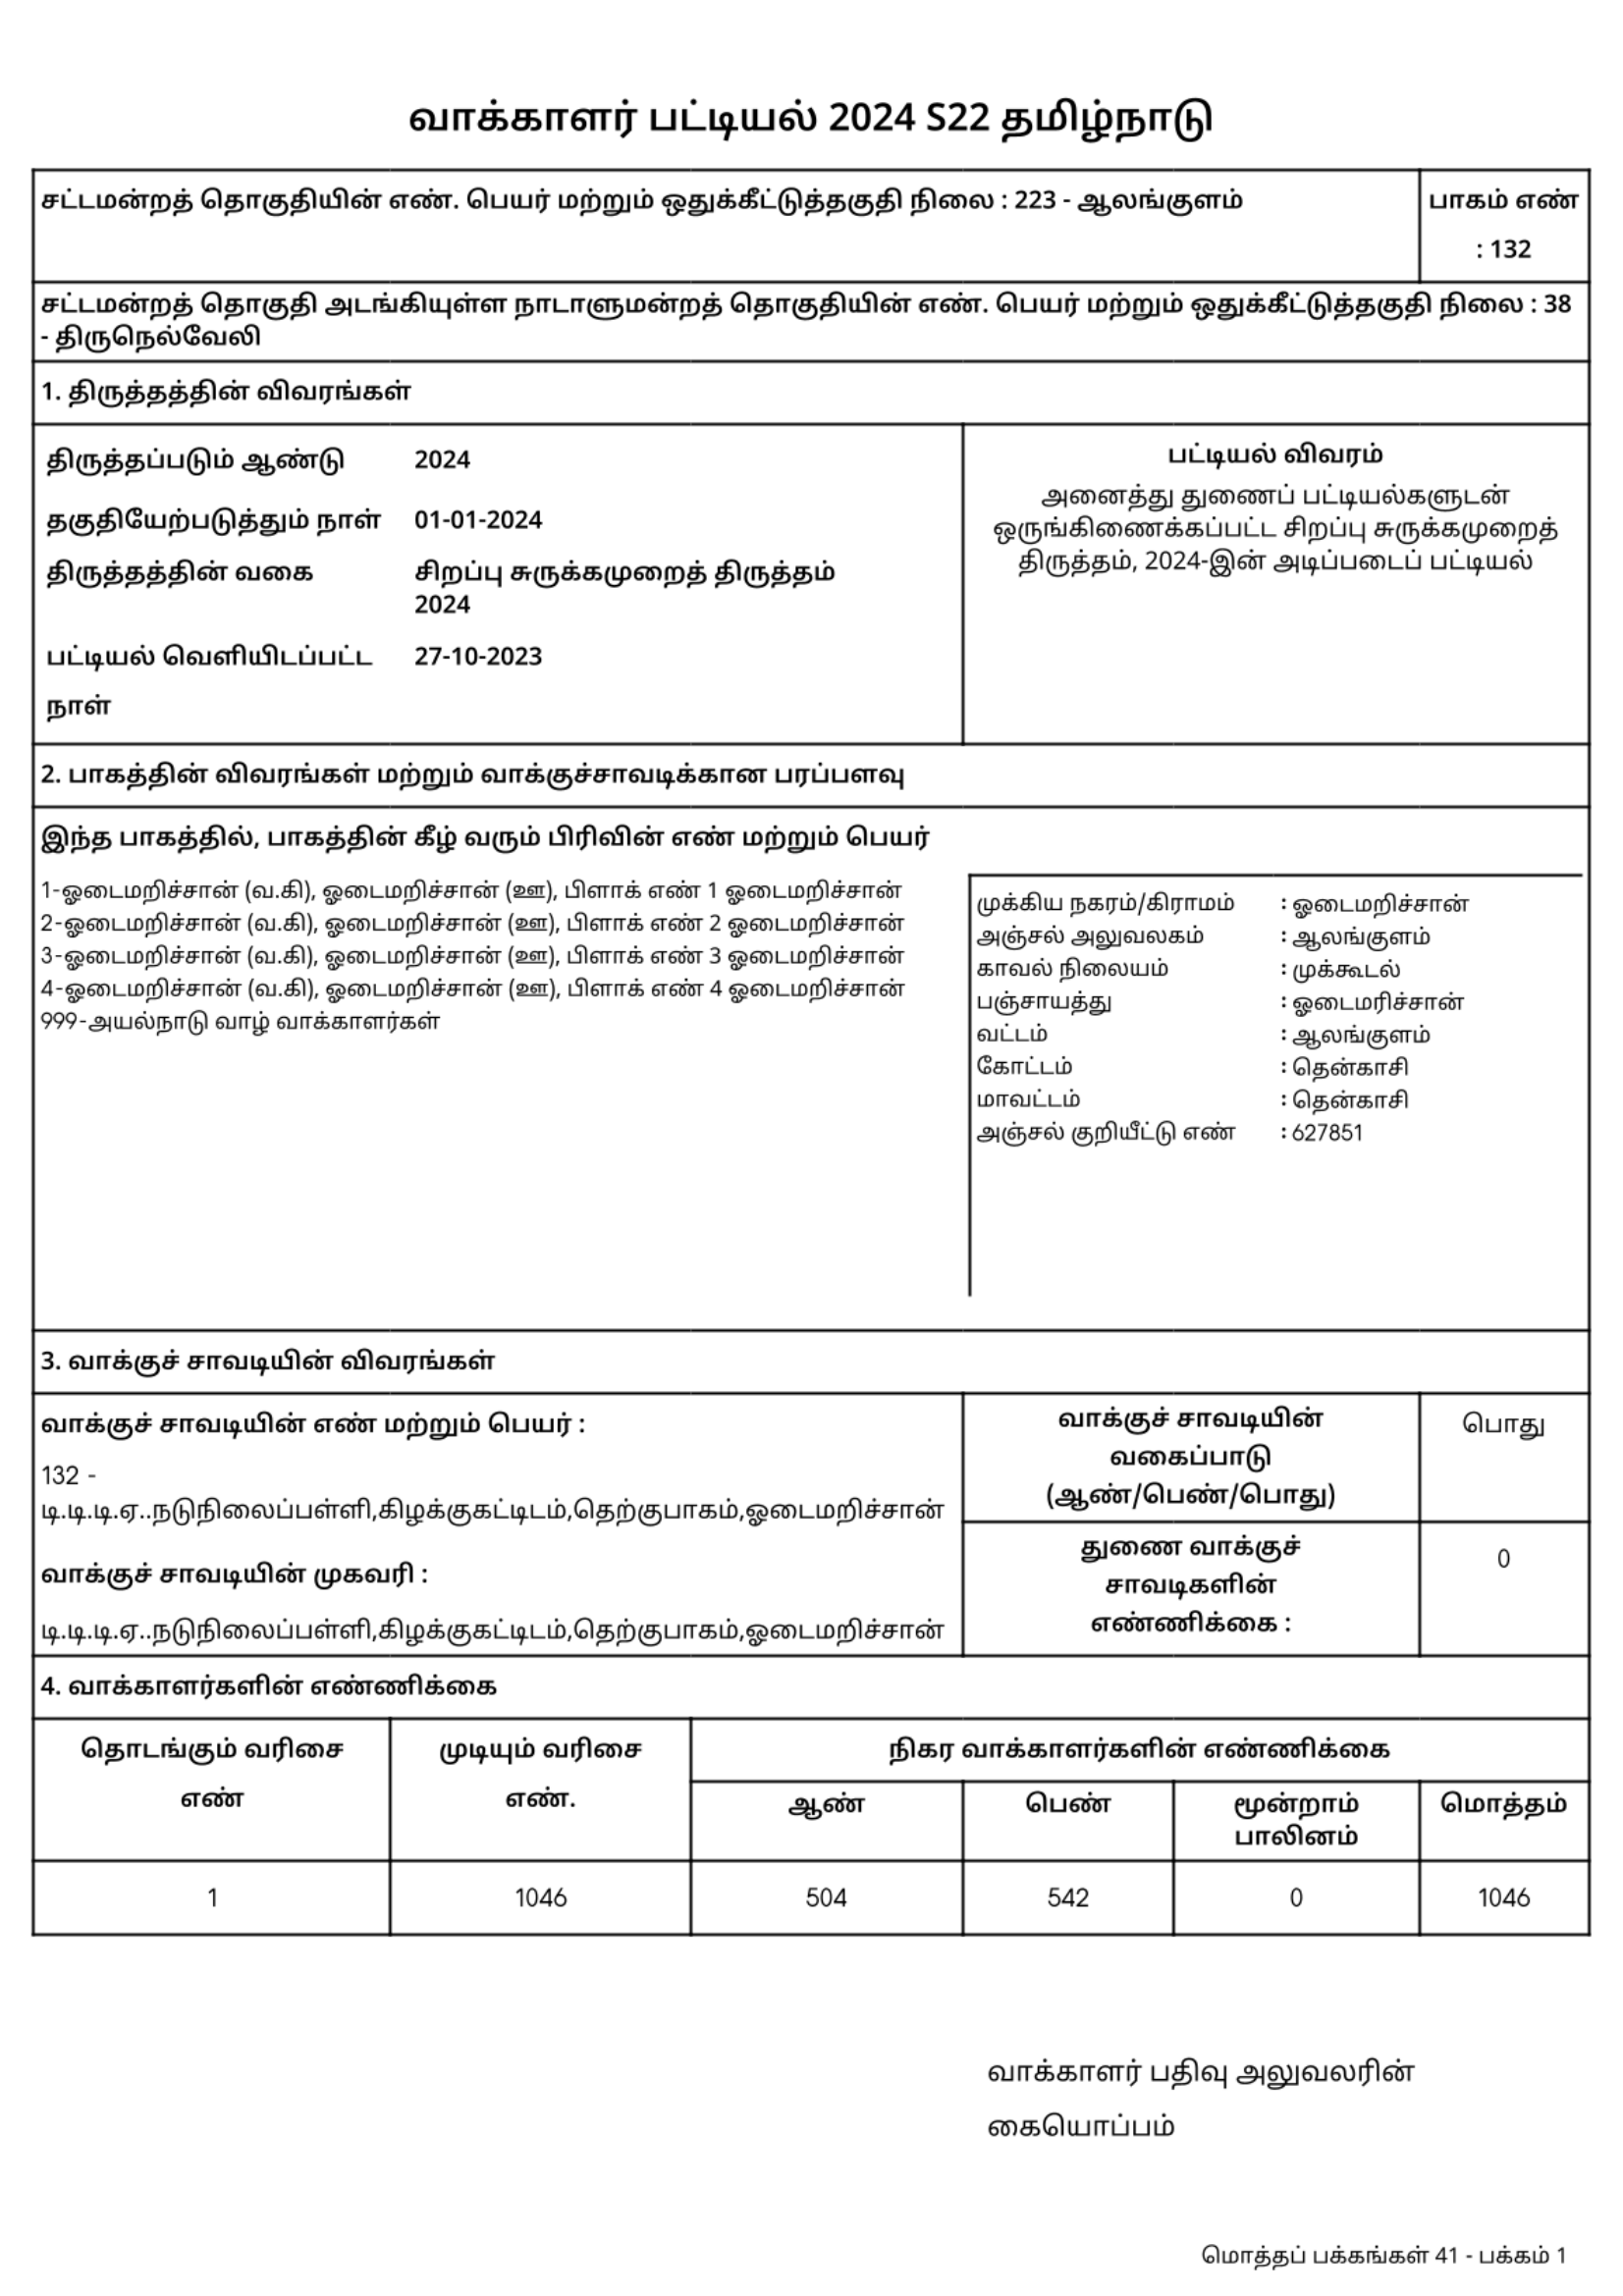 வாக்காளர் பட்டியல் 2024 S22 தமிழ்நாடு
சட்டமன்றத் தொகுதியின் எண். பெயர் மற்றும் ஒதுக்கீட்டுத்தகுதி நிலை : 223 - ஆலங்குளம்
பாகம் எண்
: 132
சட்டமன்றத் தொகுதி அடங்கியுள்ள நாடாளுமன்றத் தொகுதியின் எண். பெயர் மற்றும் ஒதுக்கீட்டுத்தகுதி நிலை : 38
- திருநெல்வேலி
1. திருத்தத்தின் விவரங்கள்
திருத்தப்படும் ஆண்டு 2024
தகுதியேற்படுத்தும் நாள் 01-01-2024
திருத்தத்தின் வகை சிறப்பு சுருக்கமுறைத் திருத்தம்
2024
பட்டியல் வெளியிடப்பட்ட 27-10-2023
நாள்
பட்டியல் விவரம்
அனைத்து துணைப் பட்டியல்களுடன்
ஒருங்கிணைக்கப்பட்ட சிறப்பு சுருக்கமுறைத்
திருத்தம், 2024-இன் அடிப்படைப் பட்டியல்
2. பாகத்தின் விவரங்கள் மற்றும் வாக்குச்சாவடிக்கான பரப்பளவு
இந்த பாகத்தில், பாகத்தின் கீழ் வரும் பிரிவின் எண் மற்றும் பெயர்
1-ஓடைமறிச்சான் (வ.கி), ஓடைமறிச்சான் (ஊ), பிளாக் எண் 1 ஓடைமறிச்சான்
2-ஓடைமறிச்சான் (வ.கி), ஓடைமறிச்சான் (ஊ), பிளாக் எண் 2 ஓடைமறிச்சான்
3-ஓடைமறிச்சான் (வ.கி), ஓடைமறிச்சான் (ஊ), பிளாக் எண் 3 ஓடைமறிச்சான்
4-ஓடைமறிச்சான் (வ.கி), ஓடைமறிச்சான் (ஊ), பிளாக் எண் 4 ஓடைமறிச்சான்
999-அயல்நாடு வாழ் வாக்காளர்கள்
முக்கிய நகரம்/கிராமம் : ஓடைமறிச்சான்
அஞ்சல் அலுவலகம் : ஆலங்குளம்
காவல் நிலையம் : முக்கூடல்
பஞ்சாயத்து : ஓடைமரிச்சான்
வட்டம் : ஆலங்குளம்
கோட்டம் : தென்காசி
மாவட்டம் : தென்காசி
அஞ்சல் குறியீட்டு எண் : 627851
3. வாக்குச் சாவடியின் விவரங்கள்
வாக்குச் சாவடியின் எண் மற்றும் பெயர் :
132 -
டி.டி.டி.ஏ..நடுநிலைப்பள்ளி,கிழக்குகட்டிடம்,தெற்குபாகம்,ஓடைமறிச்சான்
வாக்குச் சாவடியின் முகவரி :
டி.டி.டி.ஏ..நடுநிலைப்பள்ளி,கிழக்குகட்டிடம்,தெற்குபாகம்,ஓடைமறிச்சான்
வாக்குச் சாவடியின்
வகைப்பாடு
(ஆண்/பெண்/பொது)
பொது
துணை வாக்குச்
சாவடிகளின்
எண்ணிக்கை :
0
4. வாக்காளர்களின் எண்ணிக்கை
தொடங்கும் வரிசை
எண்
முடியும் வரிசை
எண்.
நிகர வாக்காளர்களின் எண்ணிக்கை
ஆண் பெண் மூன்றாம்
பாலினம்
மொத்தம்
1 1046 504 542 0 1046
வாக்காளர் பதிவு அலுவலரின்
கையொப்பம்
மொத்தப் பக்கங்கள் 41 - பக்கம் 1